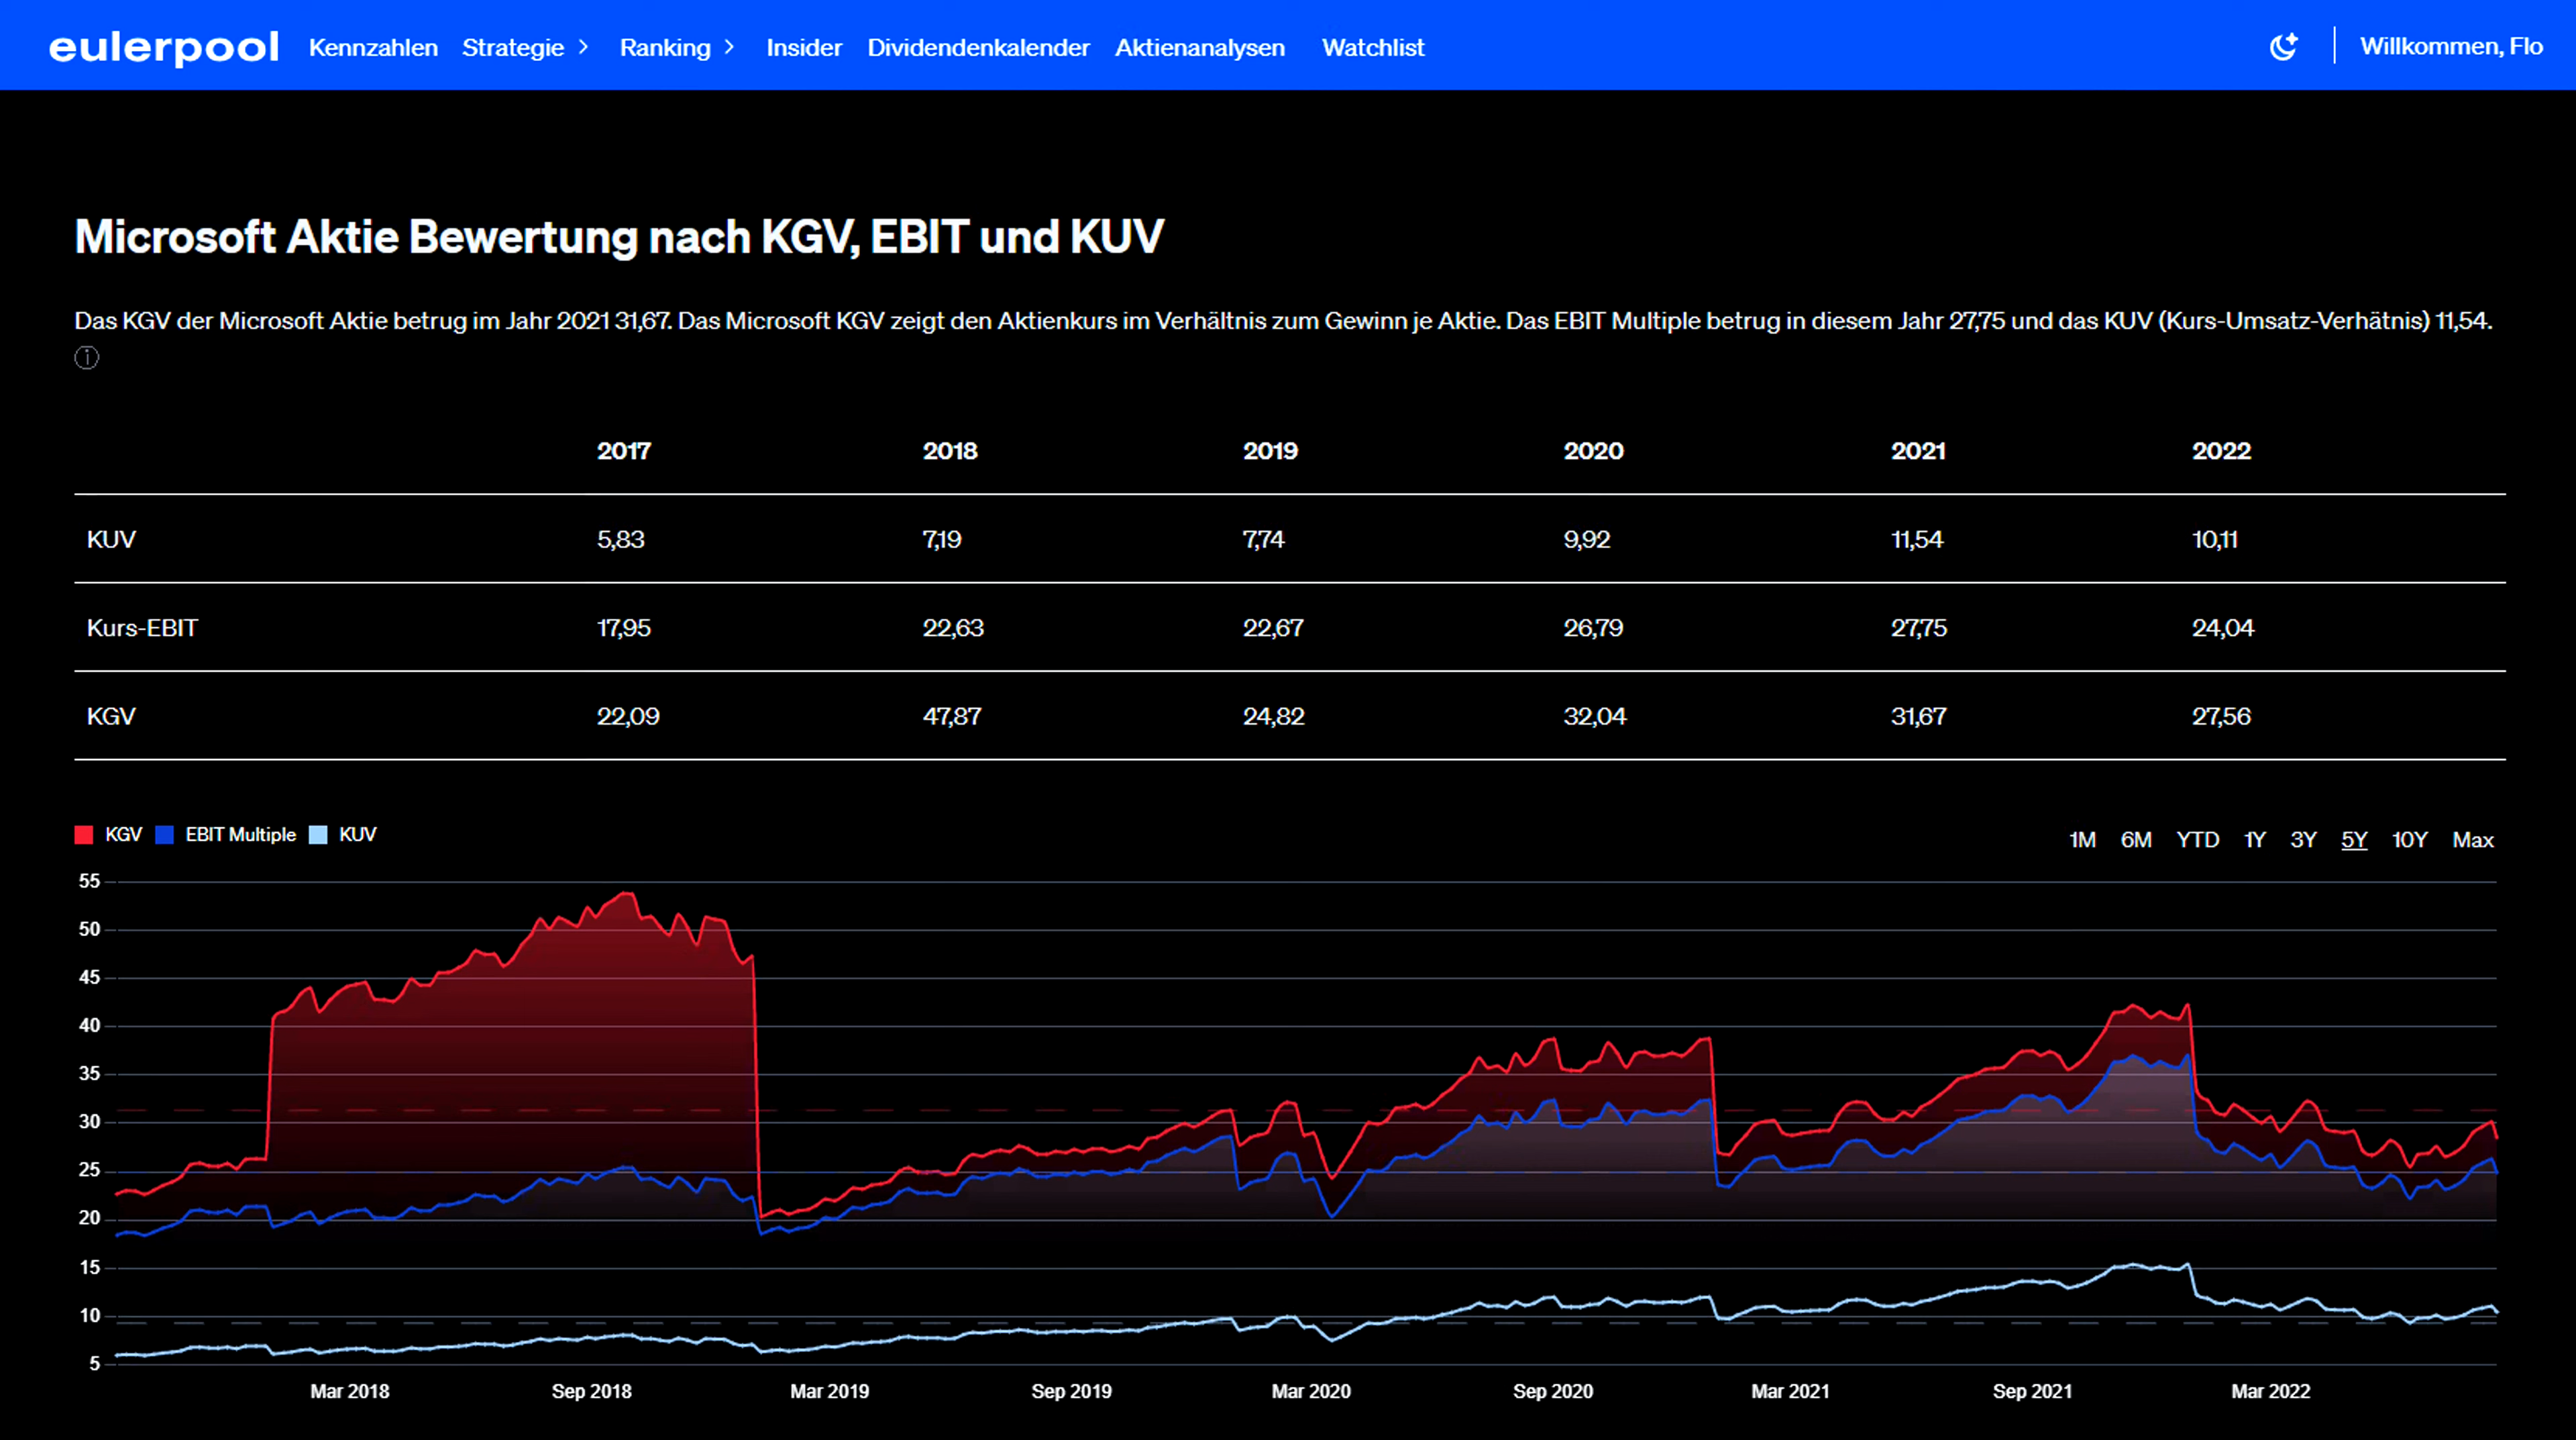 eulerpool Kennzahlen Strategie Ranking Insider Dividendenkalender Aktienanalysen Watchlist Willkommen, Flo
Microsoft Aktie Bewertung nach KGV, EBIT und KUV
Das KGV der Microsoft Aktie betrug im Jahr 2021 31,67. Das Microsoft KGV zeigt den Aktienkurs im Verhältnis zum Gewinn je Aktie. Das EBIT Multiple betrug in diesem Jahr 27,75 und das KUV (Kurs-Umsatz-Verhätnis) 11,54.
2017 2018 2019 2020 2021 2022
KUV 5,83 7,19 7,74 9,92 11,54 10,11
Kurs-EBIT 17,95 22,63 22,67 26,79 27,75 24,04
KGV 22,09 47,87 24,82 32,04 31,67 27,56
KGV EBIT Multiple KUV
1M 6M YTD 1Y 3Y 5Y 10Y Max
55
50
45
40
35
30
25
20
15
10
5
Mar 2018 Sep 2018 Mar 2019 Sep 2019 Mar 2020 Sep 2020 Mar 2021 Sep 2021 Mar 2022